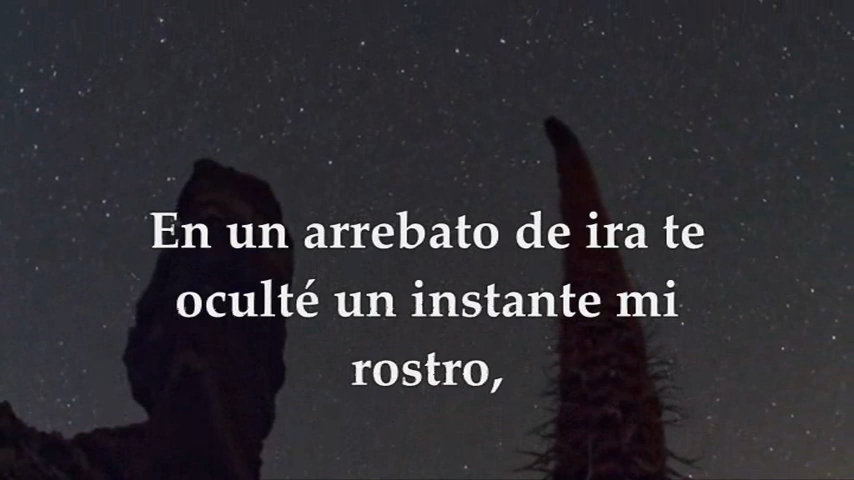 En un arrebato de ira te
oculté un instante mi
rostro,